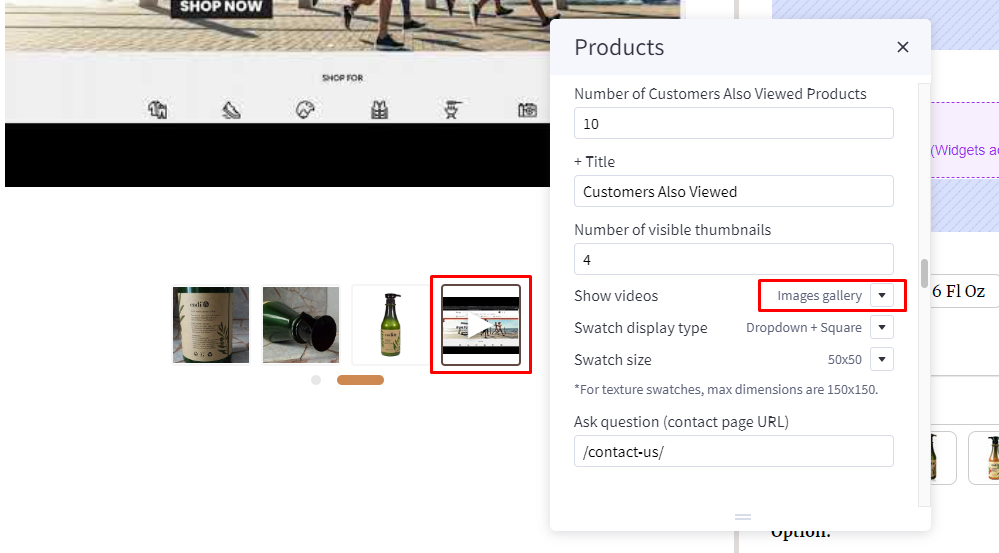 SHOP NOW
SHOP FOR
Products
Number of Customers Also Viewed Products
10
+ Title
Customers Also Viewed
Number of visible thumbnails
4
Show videos
Images gallery
Swatch display type
Dropdown + Square
Swatch size
50x50
*For texture swatches, max dimensions are 150x150.
Ask question (contact page URL)
/contact-us/
(Widgets a
6 Fl Oz
Option: